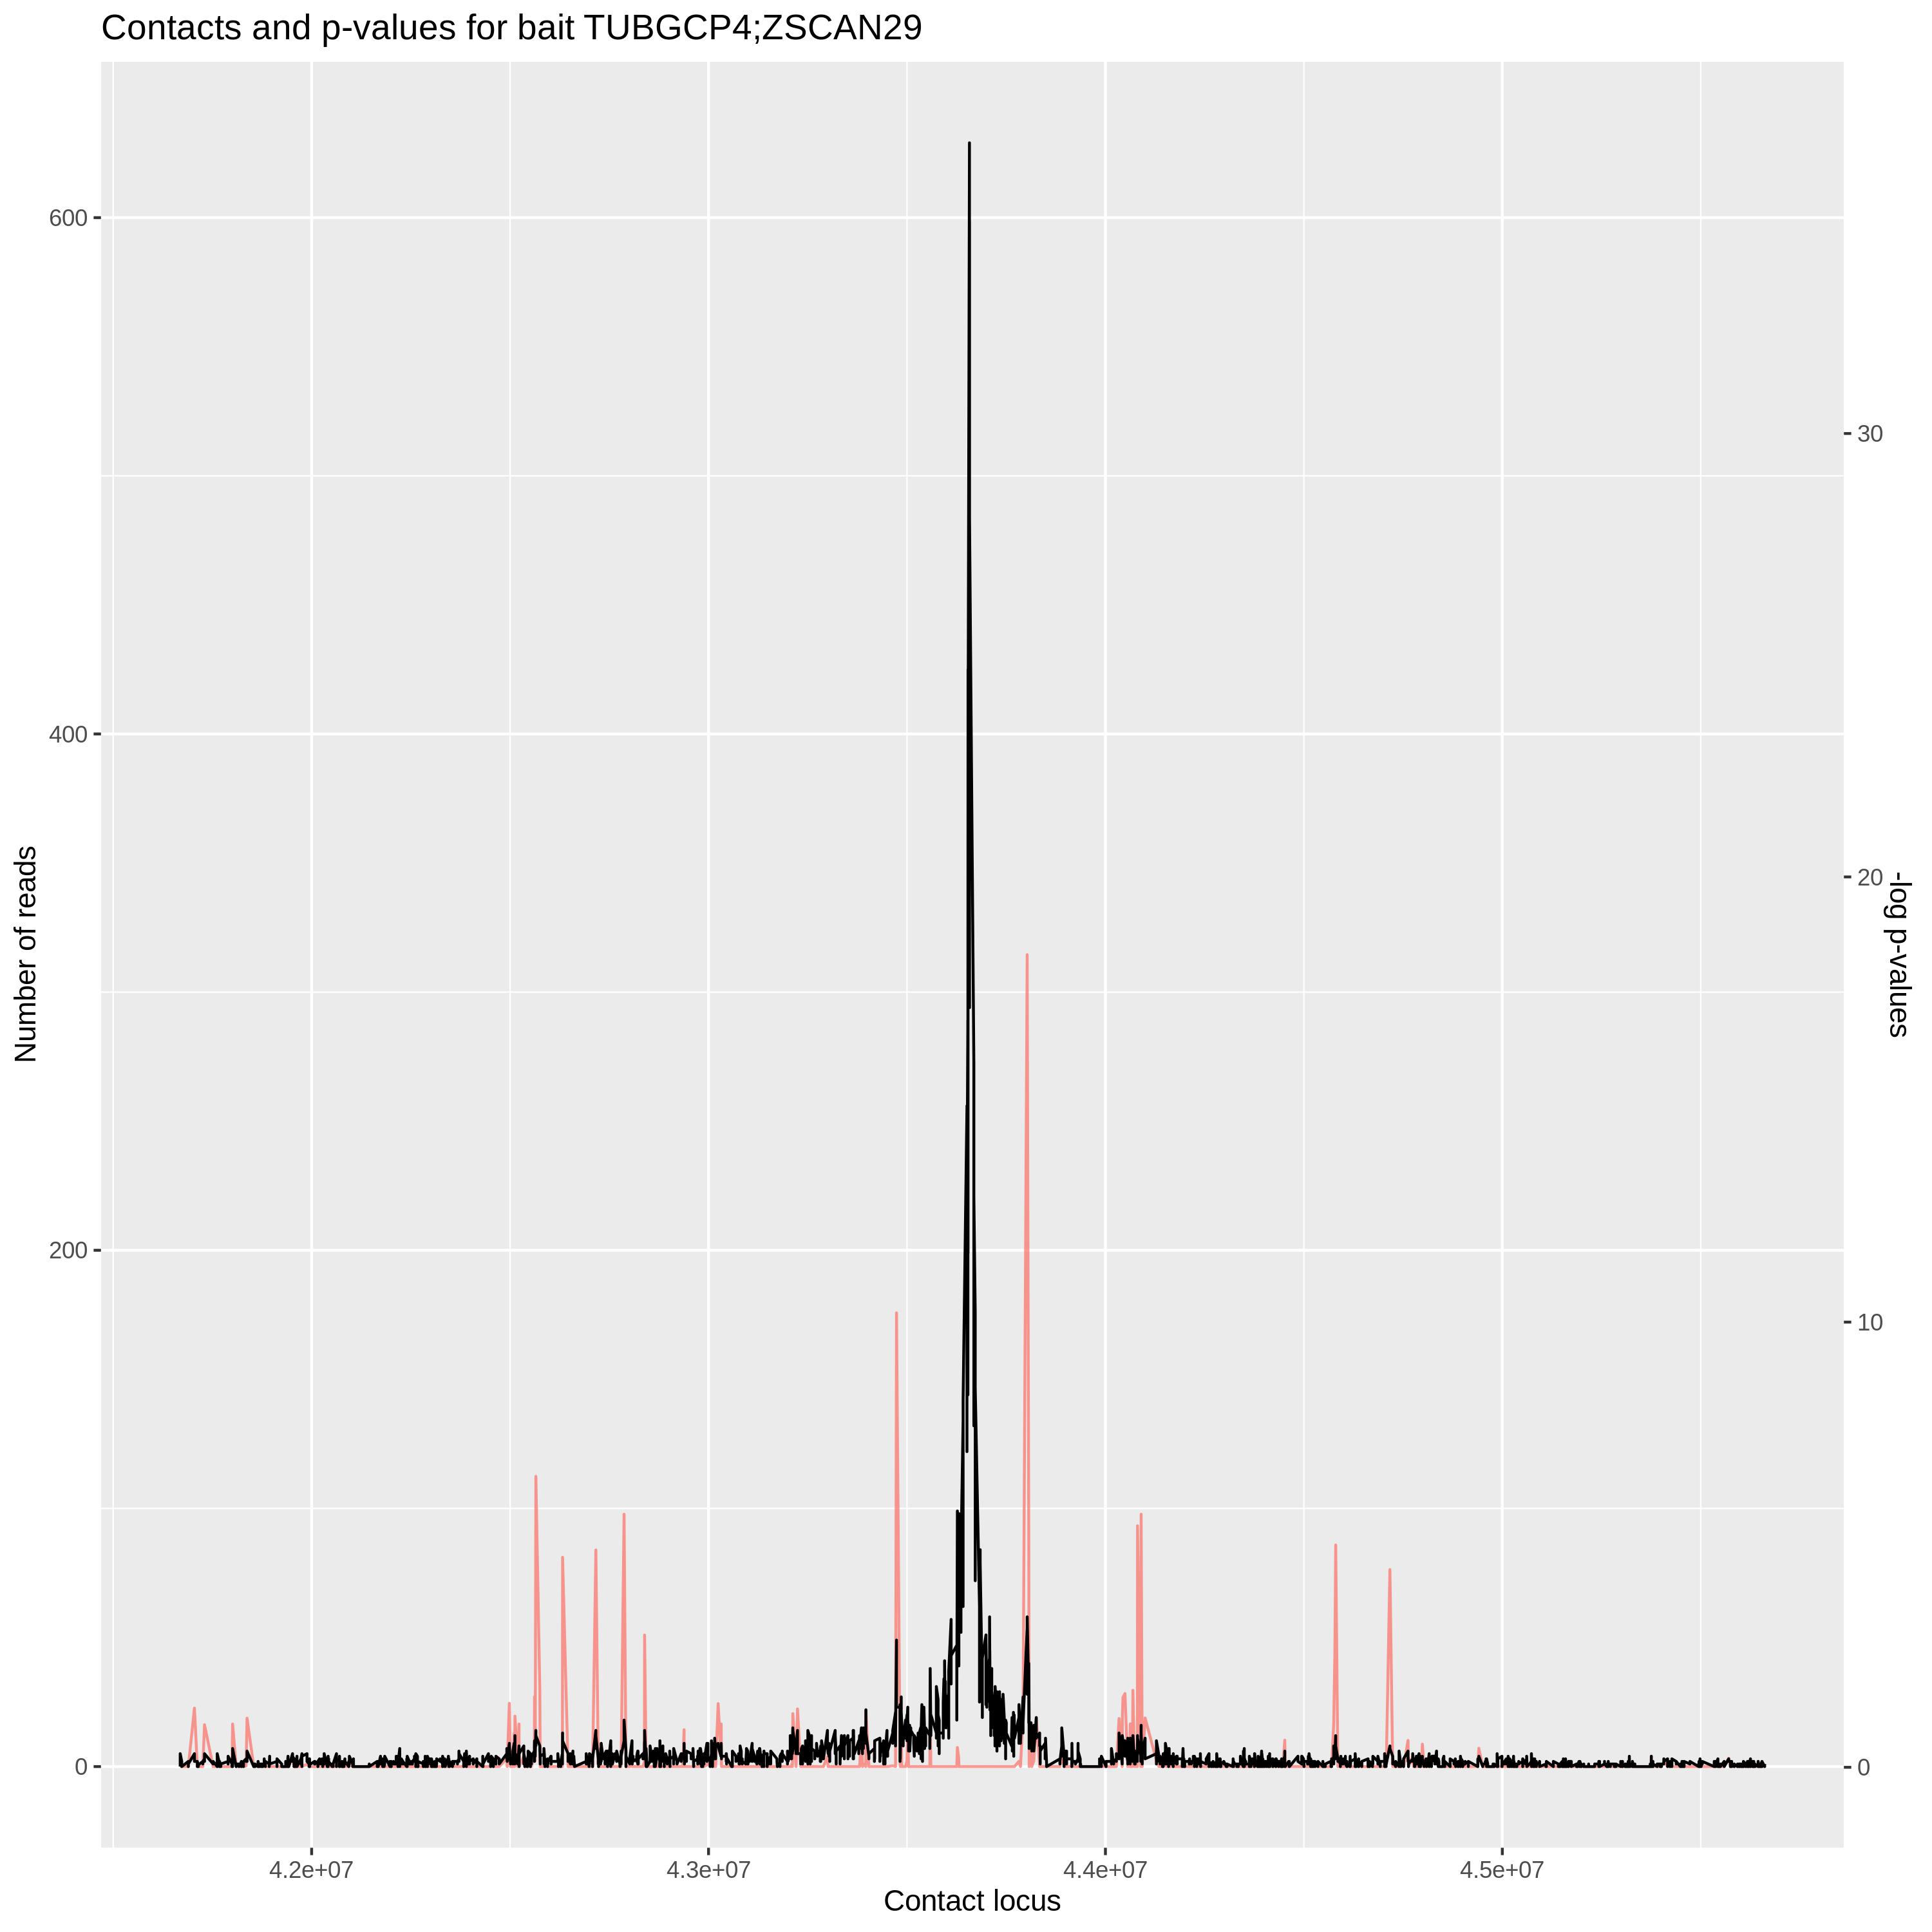 Contacts and p-values for bait TUBGCP4;ZSCAN29
600
400
200
0
Number of reads
30
20
10
0
-log p-values
4.2e+07
4.3e+07
4.4e+07
4.5e+07
Contact locus